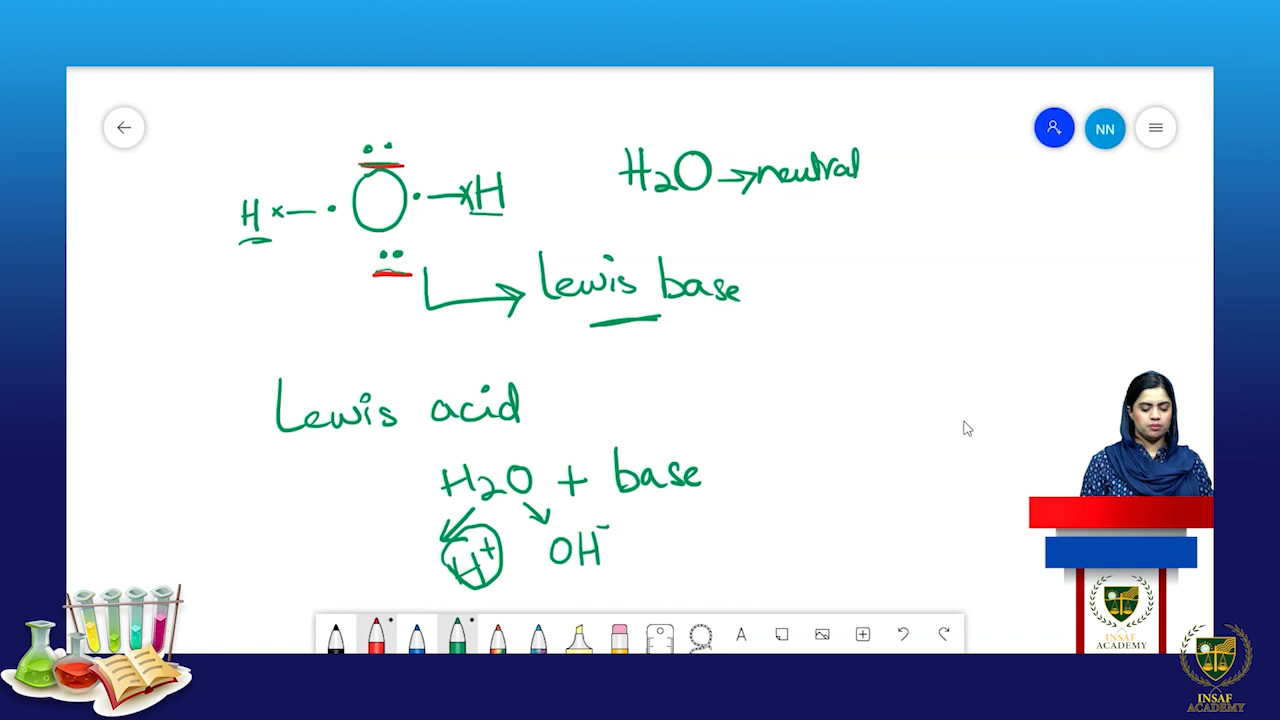 H ×— • O • —×H
H₂O → neutral
Lewis base
Lewis acid
H₂O + base
H⁺ OH⁻
NN
A
INSAF
ACADEMY
INSAF
ACADEMY